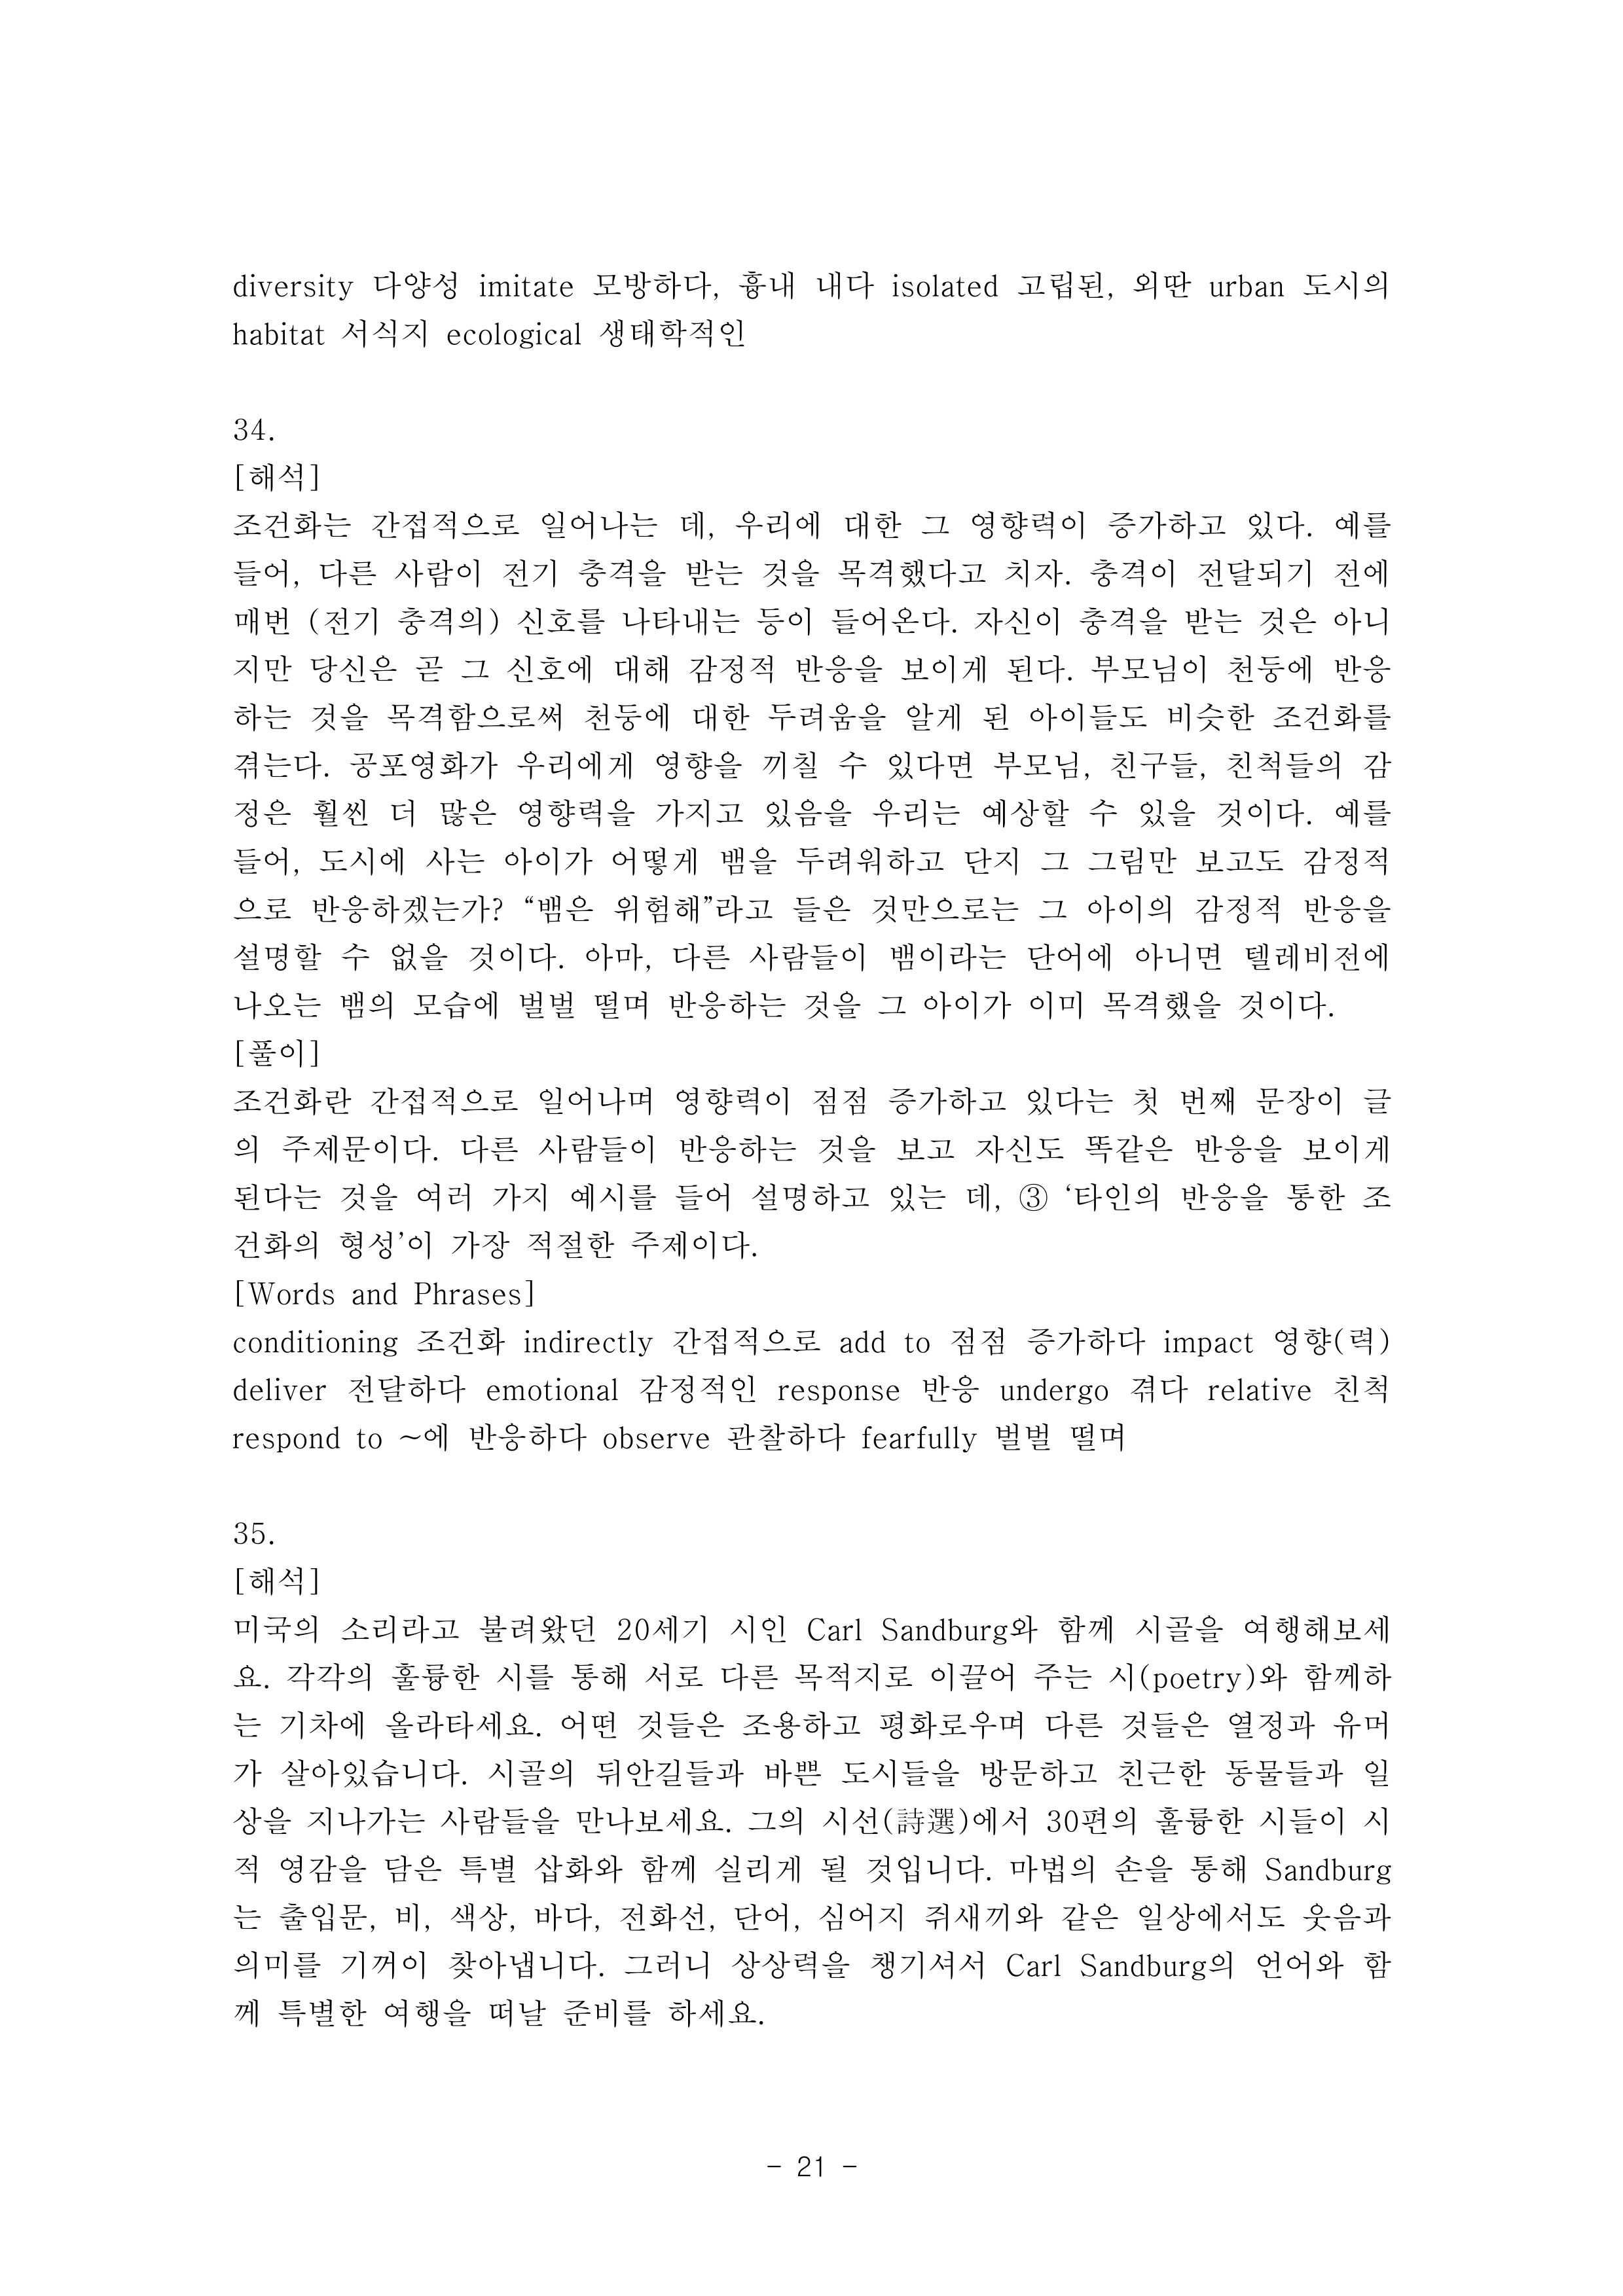 diversity 다양성 imitate 모방하다, 흉내 내다 isolated 고립된, 외딴 urban 도시의
habitat 서식지 ecological 생태학적인
34.
[해석]
조건화는 간접적으로 일어나는 데, 우리에 대한 그 영향력이 증가하고 있다. 예를
들어, 다른 사람이 전기 충격을 받는 것을 목격했다고 치자. 충격이 전달되기 전에
매번 (전기 충격의) 신호를 나타내는 등이 들어온다. 자신이 충격을 받는 것은 아니
지만 당신은 곧 그 신호에 대해 감정적 반응을 보이게 된다. 부모님이 천둥에 반응
하는 것을 목격함으로써 천둥에 대한 두려움을 알게 된 아이들도 비슷한 조건화를
겪는다. 공포영화가 우리에게 영향을 끼칠 수 있다면 부모님, 친구들, 친척들의 감
정은 훨씬 더 많은 영향력을 가지고 있음을 우리는 예상할 수 있을 것이다. 예를
들어, 도시에 사는 아이가 어떻게 뱀을 두려워하고 단지 그 그림만 보고도 감정적
으로 반응하겠는가? “뱀은 위험해”라고 들은 것만으로는 그 아이의 감정적 반응을
설명할 수 없을 것이다. 아마, 다른 사람들이 뱀이라는 단어에 아니면 텔레비전에
나오는 뱀의 모습에 벌벌 떨며 반응하는 것을 그 아이가 이미 목격했을 것이다.
[풀이]
조건화란 간접적으로 일어나며 영향력이 점점 증가하고 있다는 첫 번째 문장이 글
의 주제문이다. 다른 사람들이 반응하는 것을 보고 자신도 똑같은 반응을 보이게
된다는 것을 여러 가지 예시를 들어 설명하고 있는 데, ③ ‘타인의 반응을 통한 조
건화의 형성’이 가장 적절한 주제이다.
[Words and Phrases]
conditioning 조건화 indirectly 간접적으로 add to 점점 증가하다 impact 영향(력)
deliver 전달하다 emotional 감정적인 response 반응 undergo 겪다 relative 친척
respond to ~에 반응하다 observe 관찰하다 fearfully 벌벌 떨며
35.
[해석]
미국의 소리라고 불려왔던 20세기 시인 Carl Sandburg와 함께 시골을 여행해보세
요. 각각의 훌륭한 시를 통해 서로 다른 목적지로 이끌어 주는 시(poetry)와 함께하
는 기차에 올라타세요. 어떤 것들은 조용하고 평화로우며 다른 것들은 열정과 유머
가 살아있습니다. 시골의 뒤안길들과 바쁜 도시들을 방문하고 친근한 동물들과 일
상을 지나가는 사람들을 만나보세요. 그의 시선(詩選)에서 30편의 훌륭한 시들이 시
적 영감을 담은 특별 삽화와 함께 실리게 될 것입니다. 마법의 손을 통해 Sandburg
는 출입문, 비, 색상, 바다, 전화선, 단어, 심어지 쥐새끼와 같은 일상에서도 웃음과
의미를 기꺼이 찾아냅니다. 그러니 상상력을 챙기셔서 Carl Sandburg의 언어와 함
께 특별한 여행을 떠날 준비를 하세요.
- 21 -